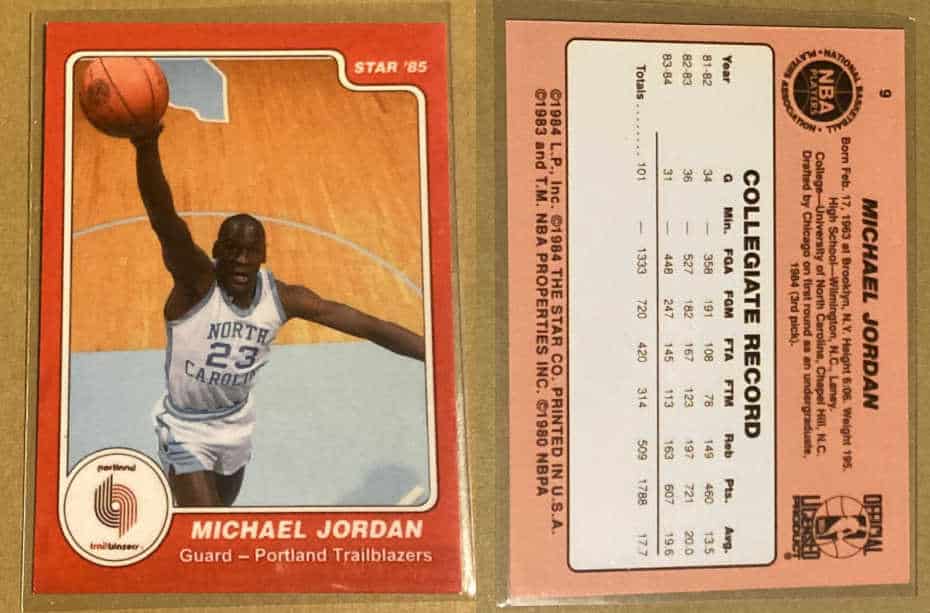 STAR '85
NORTH
23
CAROLINA
portland
trail blazers
MICHAEL JORDAN
Guard – Portland Trailblazers
9
NATIONAL BASKETBALL
PLAYERS ASSOCIATION
NBA
PLAYERS
MICHAEL JORDAN
Born Feb. 17, 1963 at Brooklyn, N.Y. Height 6:06. Weight 195.
High School—Wilmington, N.C., Laney.
College—University of North Caroline, Chapel Hill, N.C.
Drafted by Chicago on first round as an undergraduate,
1984 (3rd pick).
OFFICIAL
LICENSED
PRODUCT
®
COLLEGIATE RECORD
Year G Min. FGA FGM FTA FTM Reb Pts. Avg.
81-82 34 — 358 191 108 78 149 460 13.5
82-83 36 — 527 182 167 123 197 721 20.0
83-84 31 — 448 247 145 113 163 607 19.6
Totals . . . . . . . . 101 — 1333 720 420 314 509 1788 17.7
©1984 L.P., Inc. ©1984 THE STAR CO. PRINTED IN U.S.A.
©1983 and T.M. NBA PROPERTIES INC. ©1980 NBPA